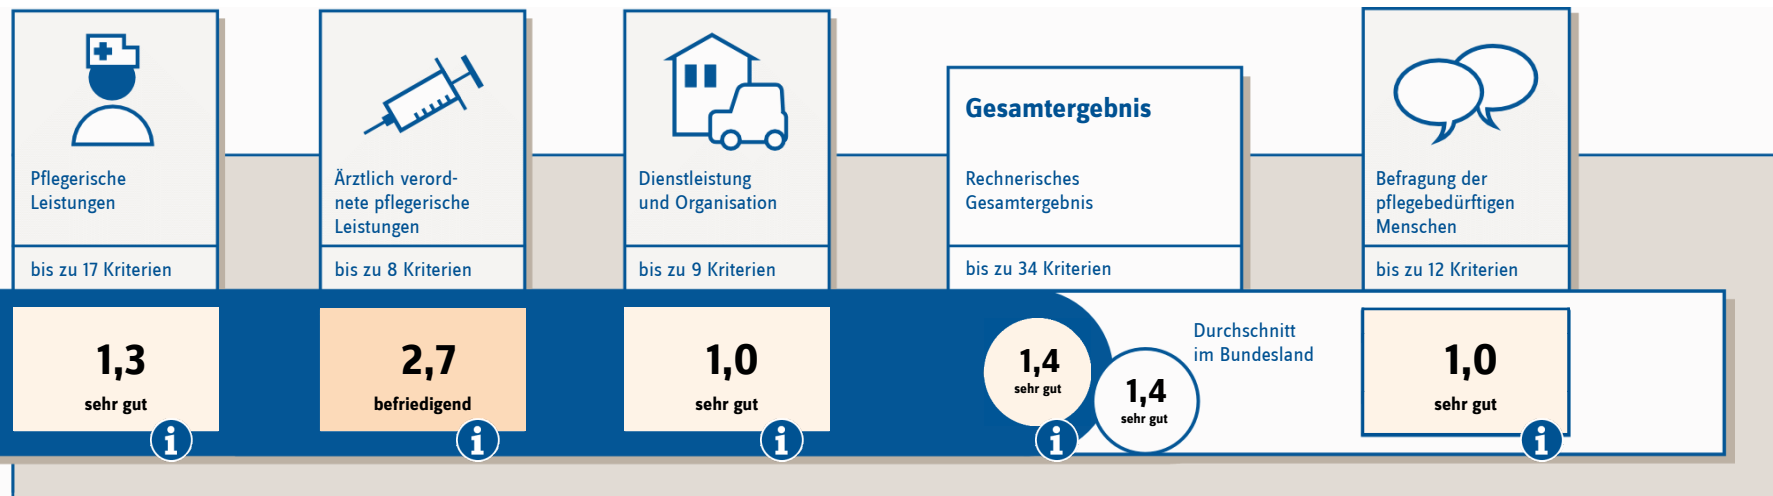 Pflegerische
Leistungen
bis zu 17 Kriterien
1,3
sehr gut
i
Ärztlich verord-
nete pflegerische
Leistungen
bis zu 8 Kriterien
2,7
befriedigend
i
Dienstleistung
und Organisation
bis zu 9 Kriterien
1,0
sehr gut
i
Gesamtergebnis
Rechnerisches
Gesamtergebnis
bis zu 34 Kriterien
1,4
sehr gut
i
Durchschnitt
im Bundesland
1,4
sehr gut
Befragung der
pflegebedürftigen
Menschen
bis zu 12 Kriterien
1,0
sehr gut
i